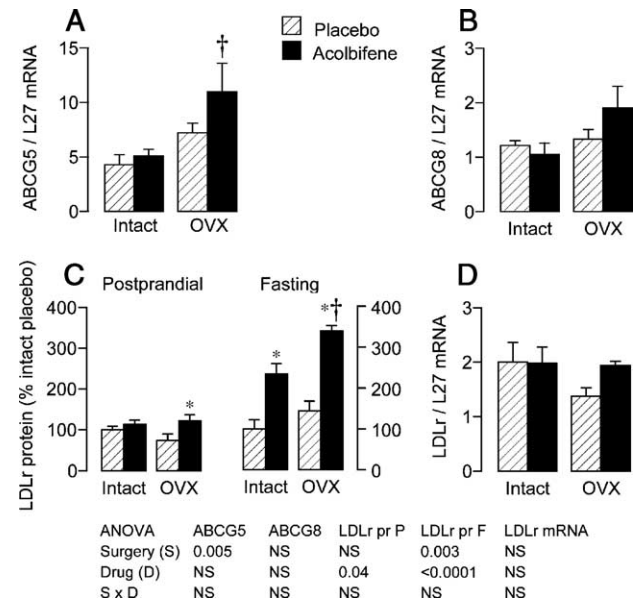 A
B
Placebo
Acolbifene
ABCG5 / L27 mRNA
15
10
5
0
†
Intact OVX
ABCG8 / L27 mRNA
3
2
1
0
Intact OVX
C
D
Postprandial Fasting
LDLr protein (% intact placebo)
400
300
200
100
0
*
*
*†
400
300
200
100
0
Intact OVX Intact OVX
LDLr / L27 mRNA
3
2
1
0
Intact OVX
ANOVA ABCG5 ABCG8 LDLr pr P LDLr pr F LDLr mRNA
Surgery (S) 0.005 NS NS 0.003 NS
Drug (D) NS NS 0.04 <0.0001 NS
S x D NS NS NS NS NS